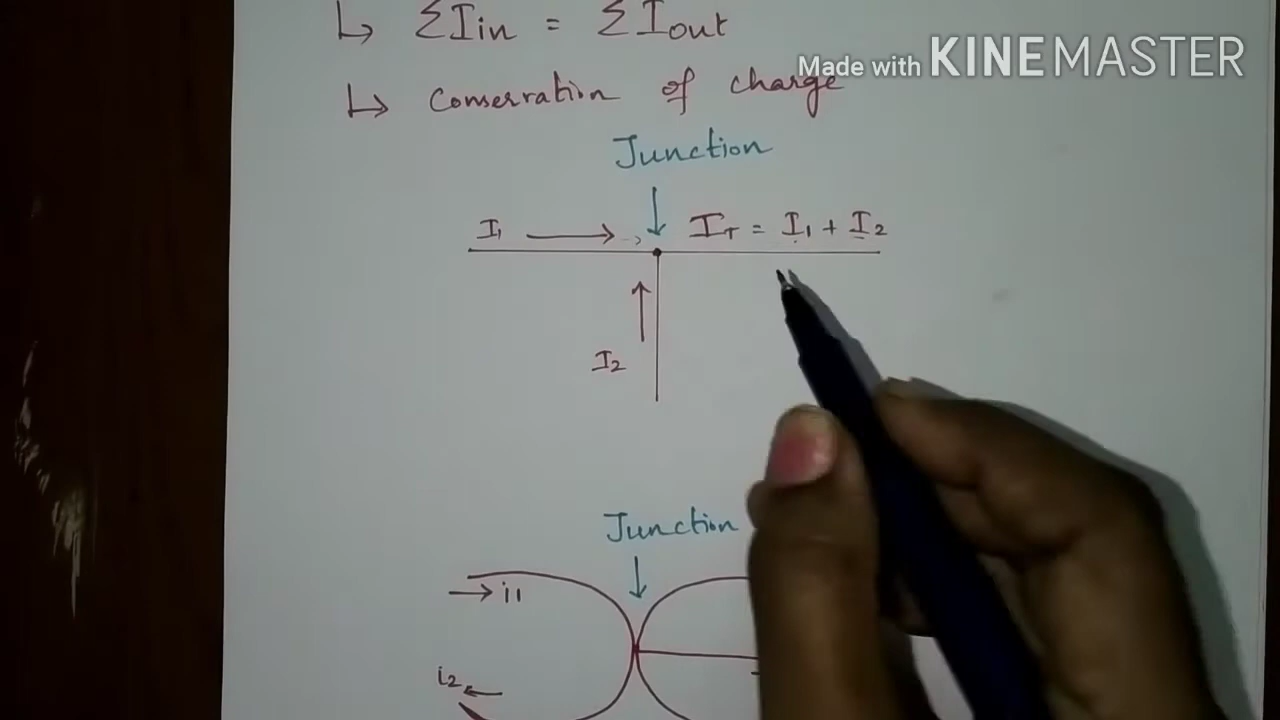 ↳ ΣIin = ΣIout
Made with KINEMASTER
↳ Conservation of charge
Junction
I1 → IT = I1 + I2
I2
Junction
→ i1
i2 ←